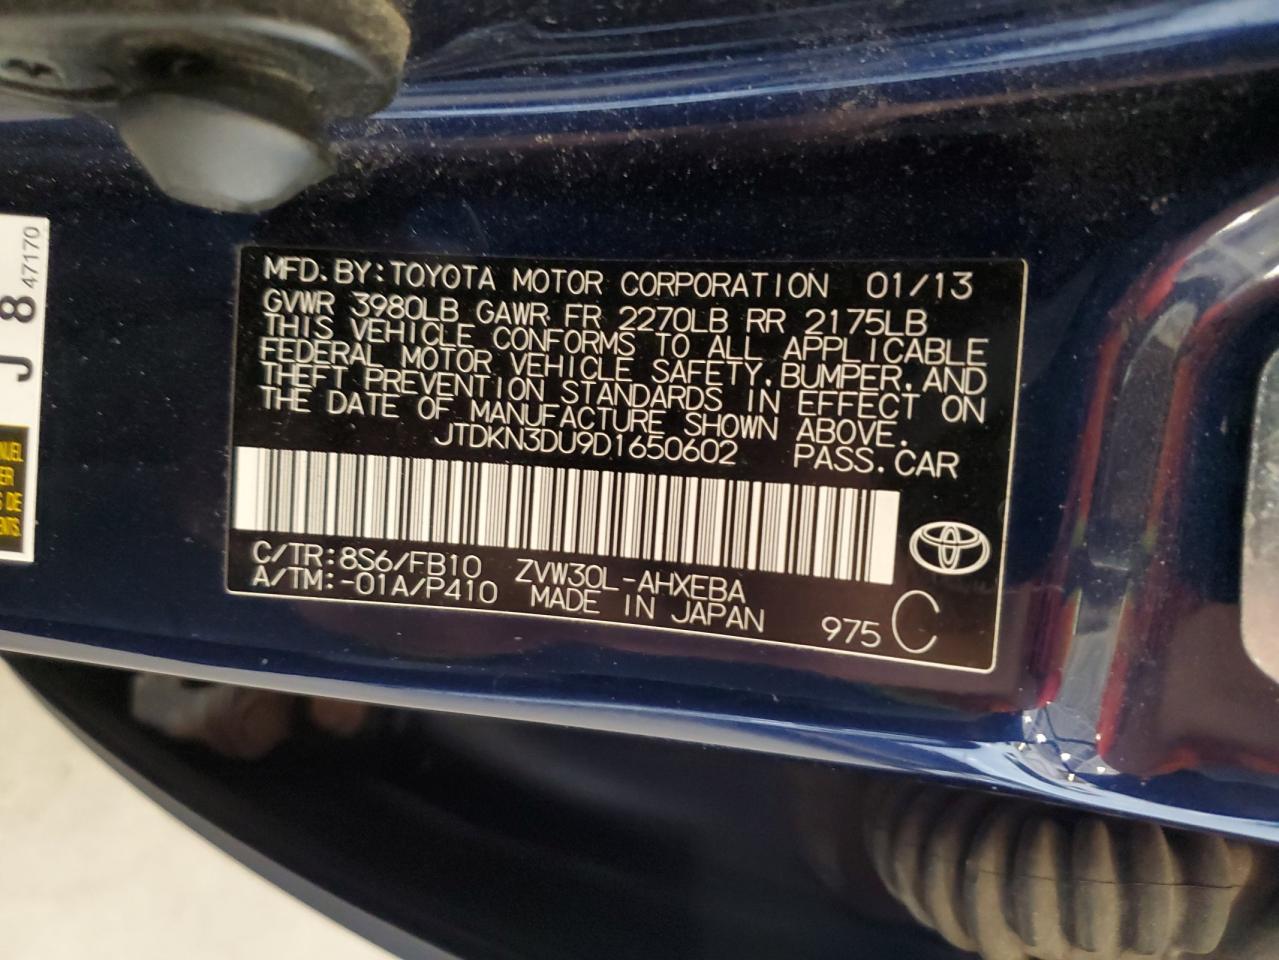 MFD.BY:TOYOTA MOTOR CORPORATION 01/13
GVWR 3980LB GAWR FR 2270LB RR 2175LB
THIS VEHICLE CONFORMS TO ALL APPLICABLE
FEDERAL MOTOR VEHICLE SAFETY,BUMPER,AND
THEFT PREVENTION STANDARDS IN EFFECT ON
THE DATE OF MANUFACTURE SHOWN ABOVE.
JTDKN3DU9D1650602 PASS.CAR
C/TR:8S6/FB10 ZVW30L-AHXEBA
A/TM:-01A/P410 MADE IN JAPAN 975 C
J 8 47170
DE